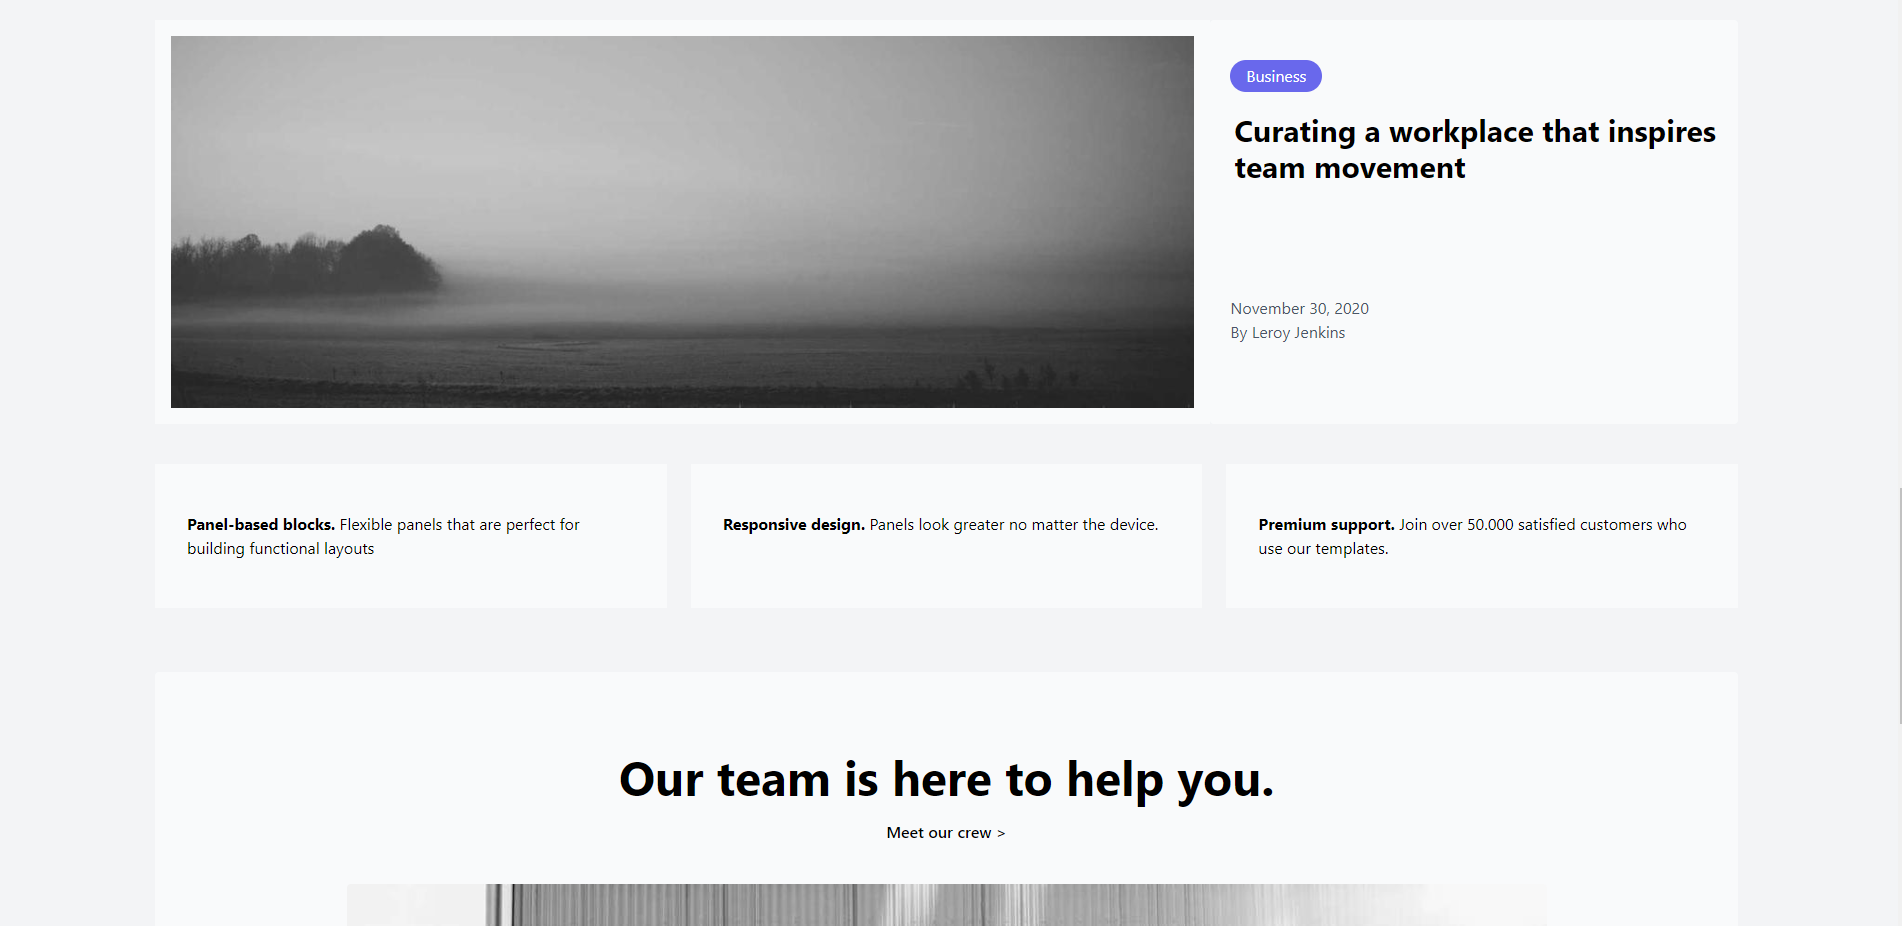 Business
Curating a workplace that inspires
team movement
November 30, 2020
By Leroy Jenkins
Panel-based blocks. Flexible panels that are perfect for
building functional layouts
Responsive design. Panels look greater no matter the device.
Premium support. Join over 50.000 satisfied customers who
use our templates.
Our team is here to help you.
Meet our crew >